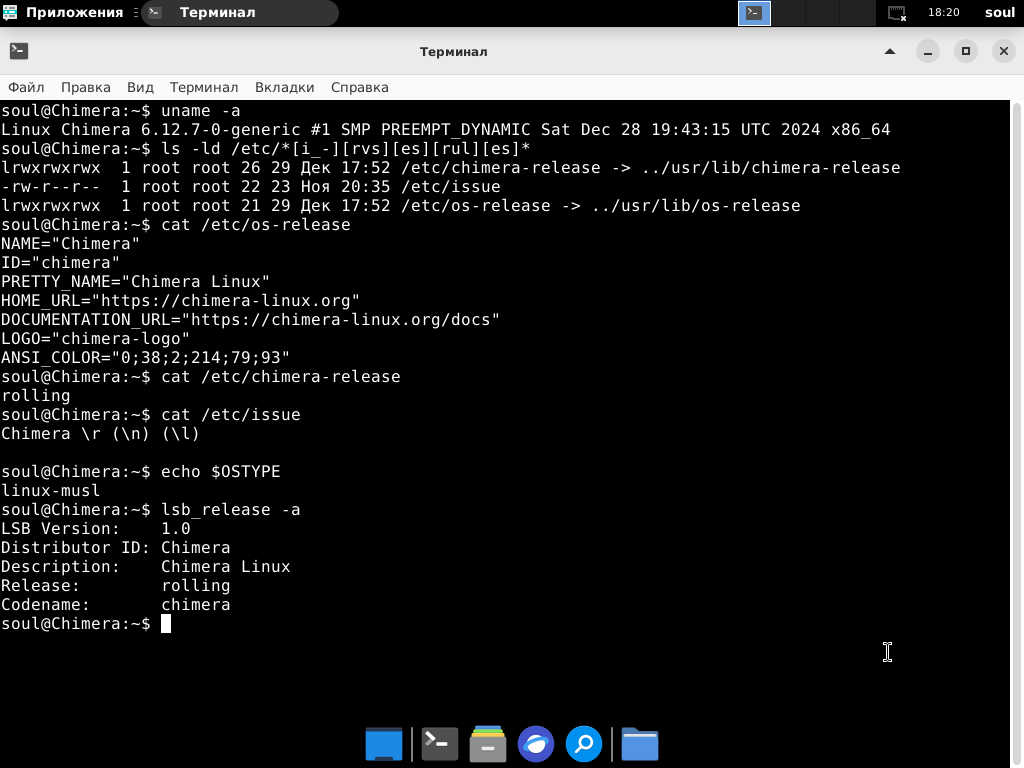 Приложения Терминал 18:20 soul
Терминал
Файл Правка Вид Терминал Вкладки Справка
soul@Chimera:~$ uname -a
Linux Chimera 6.12.7-0-generic #1 SMP PREEMPT_DYNAMIC Sat Dec 28 19:43:15 UTC 2024 x86_64
soul@Chimera:~$ ls -ld /etc/*[i_-][rvs][es][rul][es]*
lrwxrwxrwx  1 root root 26 29 Дек 17:52 /etc/chimera-release -> ../usr/lib/chimera-release
-rw-r--r--  1 root root 22 23 Ноя 20:35 /etc/issue
lrwxrwxrwx  1 root root 21 29 Дек 17:52 /etc/os-release -> ../usr/lib/os-release
soul@Chimera:~$ cat /etc/os-release
NAME="Chimera"
ID="chimera"
PRETTY_NAME="Chimera Linux"
HOME_URL="https://chimera-linux.org"
DOCUMENTATION_URL="https://chimera-linux.org/docs"
LOGO="chimera-logo"
ANSI_COLOR="0;38;2;214;79;93"
soul@Chimera:~$ cat /etc/chimera-release
rolling
soul@Chimera:~$ cat /etc/issue
Chimera \r (\n) (\l)
soul@Chimera:~$ echo $OSTYPE
linux-musl
soul@Chimera:~$ lsb_release -a
LSB Version:    1.0
Distributor ID: Chimera
Description:    Chimera Linux
Release:        rolling
Codename:       chimera
soul@Chimera:~$